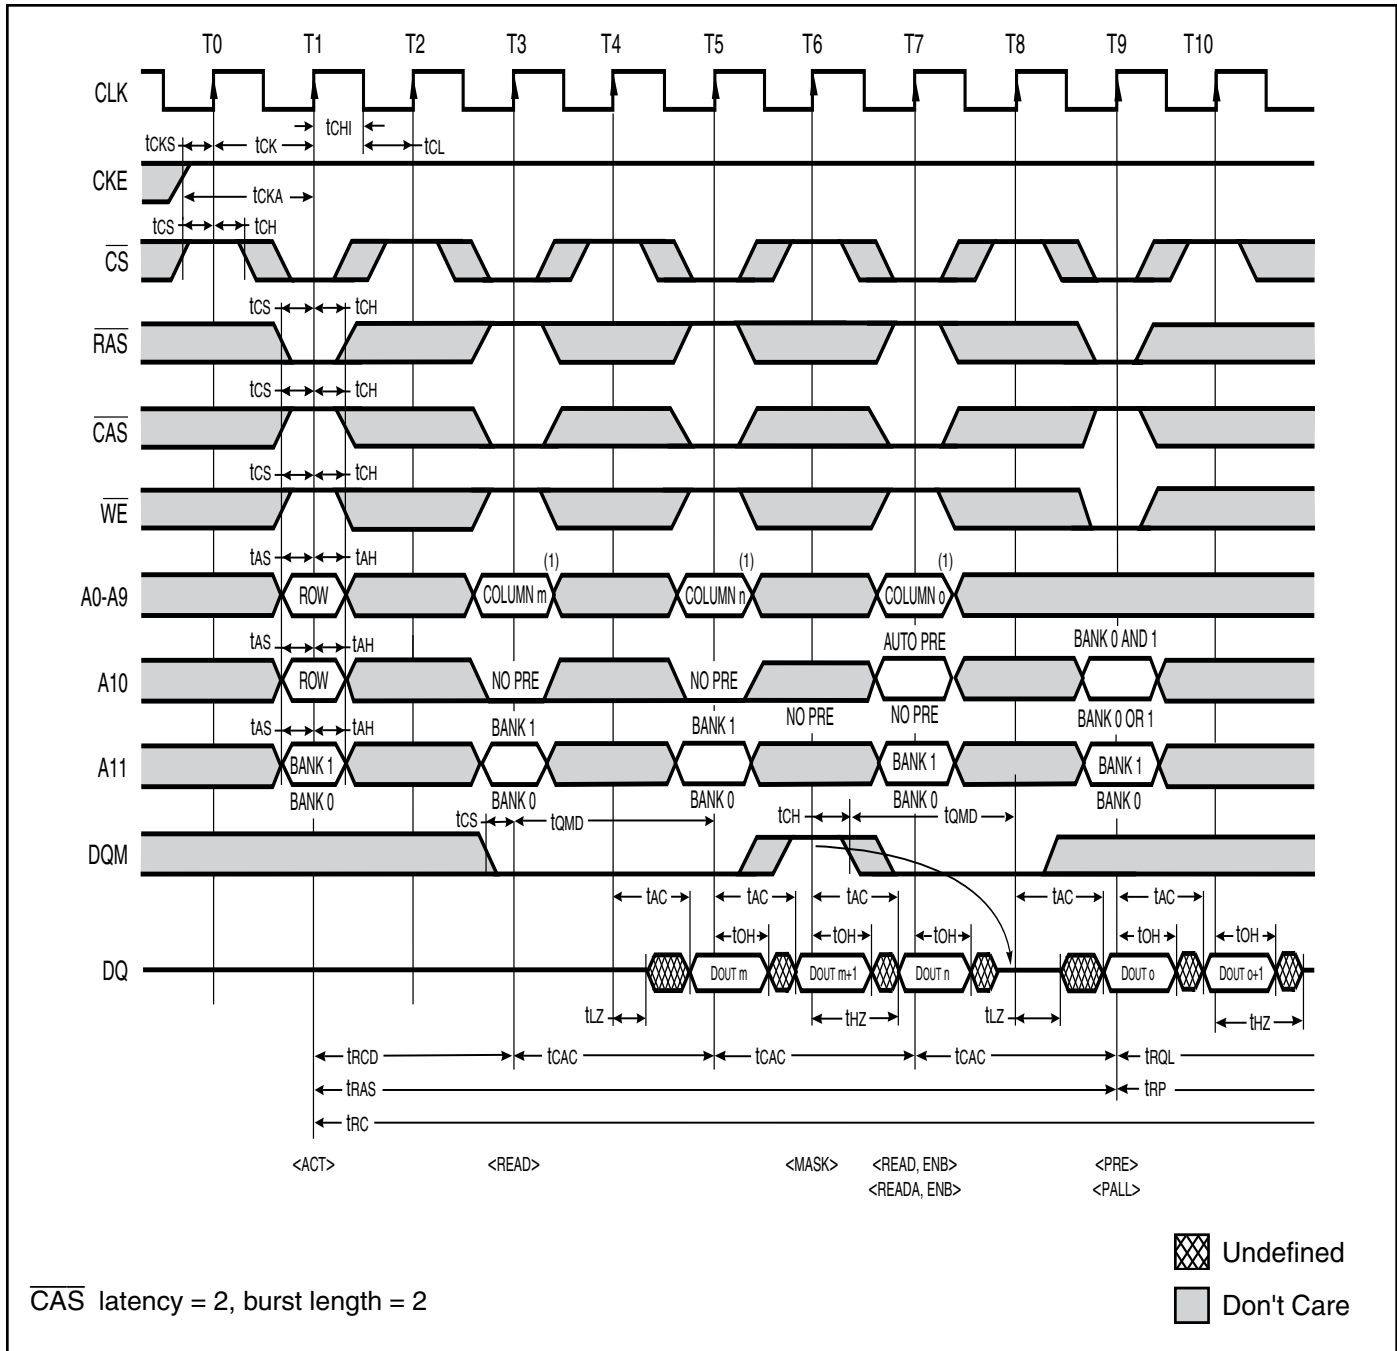 T0 T1 T2 T3 T4 T5 T6 T7 T8 T9 T10
CLK
tCHI
tCKS tCK tCL
CKE
tCKA
tCS tCH
CS
tCS tCH
RAS
tCS tCH
CAS
tCS tCH
WE
tAS tAH (1) (1) (1)
A0-A9 ROW COLUMN m COLUMN n COLUMN o
tAS tAH AUTO PRE BANK 0 AND 1
A10 ROW NO PRE NO PRE
NO PRE NO PRE BANK 0 OR 1
tAS tAH BANK 1 BANK 1
A11 BANK 1 BANK 1 BANK 1
BANK 0 BANK 0 BANK 0 BANK 0 BANK 0
tCS tQMD tCH tQMD
DQM
tAC tAC tAC tAC tAC
tOH tOH tOH tOH tOH
DQ DOUT m DOUT m+1 DOUT n DOUT o DOUT o+1
tLZ tHZ tLZ tHZ
tRCD tCAC tCAC tCAC tRQL
tRAS tRP
tRC
<ACT> <READ> <MASK> <READ, ENB> <PRE>
<READA, ENB> <PALL>
Undefined
CAS latency = 2, burst length = 2
Don't Care